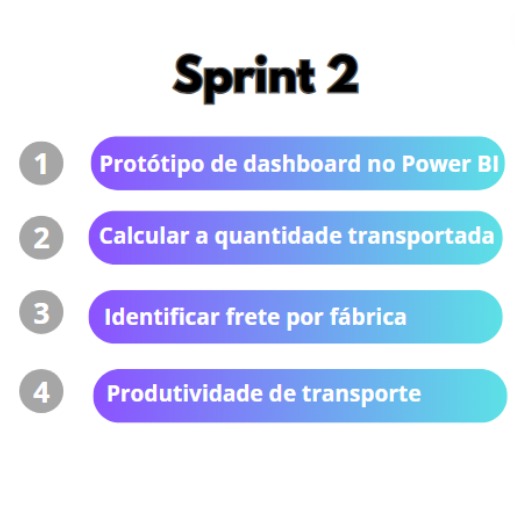 Sprint 2
1 Protótipo de dashboard no Power BI
2 Calcular a quantidade transportada
3 Identificar frete por fábrica
4 Produtividade de transporte